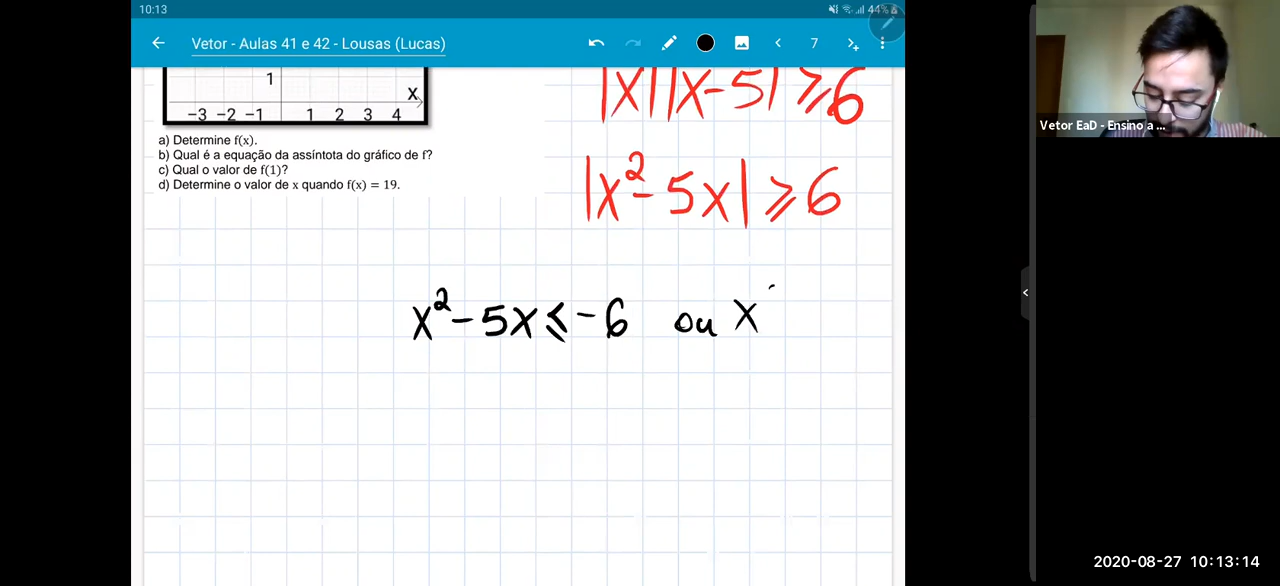 10:13
44%
Vetor - Aulas 41 e 42 - Lousas (Lucas)
7
1
X
-3 -2 -1 1 2 3 4
a) Determine f(x).
b) Qual é a equação da assíntota do gráfico de f?
c) Qual o valor de f(1)?
d) Determine o valor de x quando f(x) = 19.
|x||x-5| ⩾ 6
|x²-5x| ⩾ 6
x²-5x ⩽ -6 ou x
Vetor EaD - Ensino a ...
2020-08-27 10:13:14